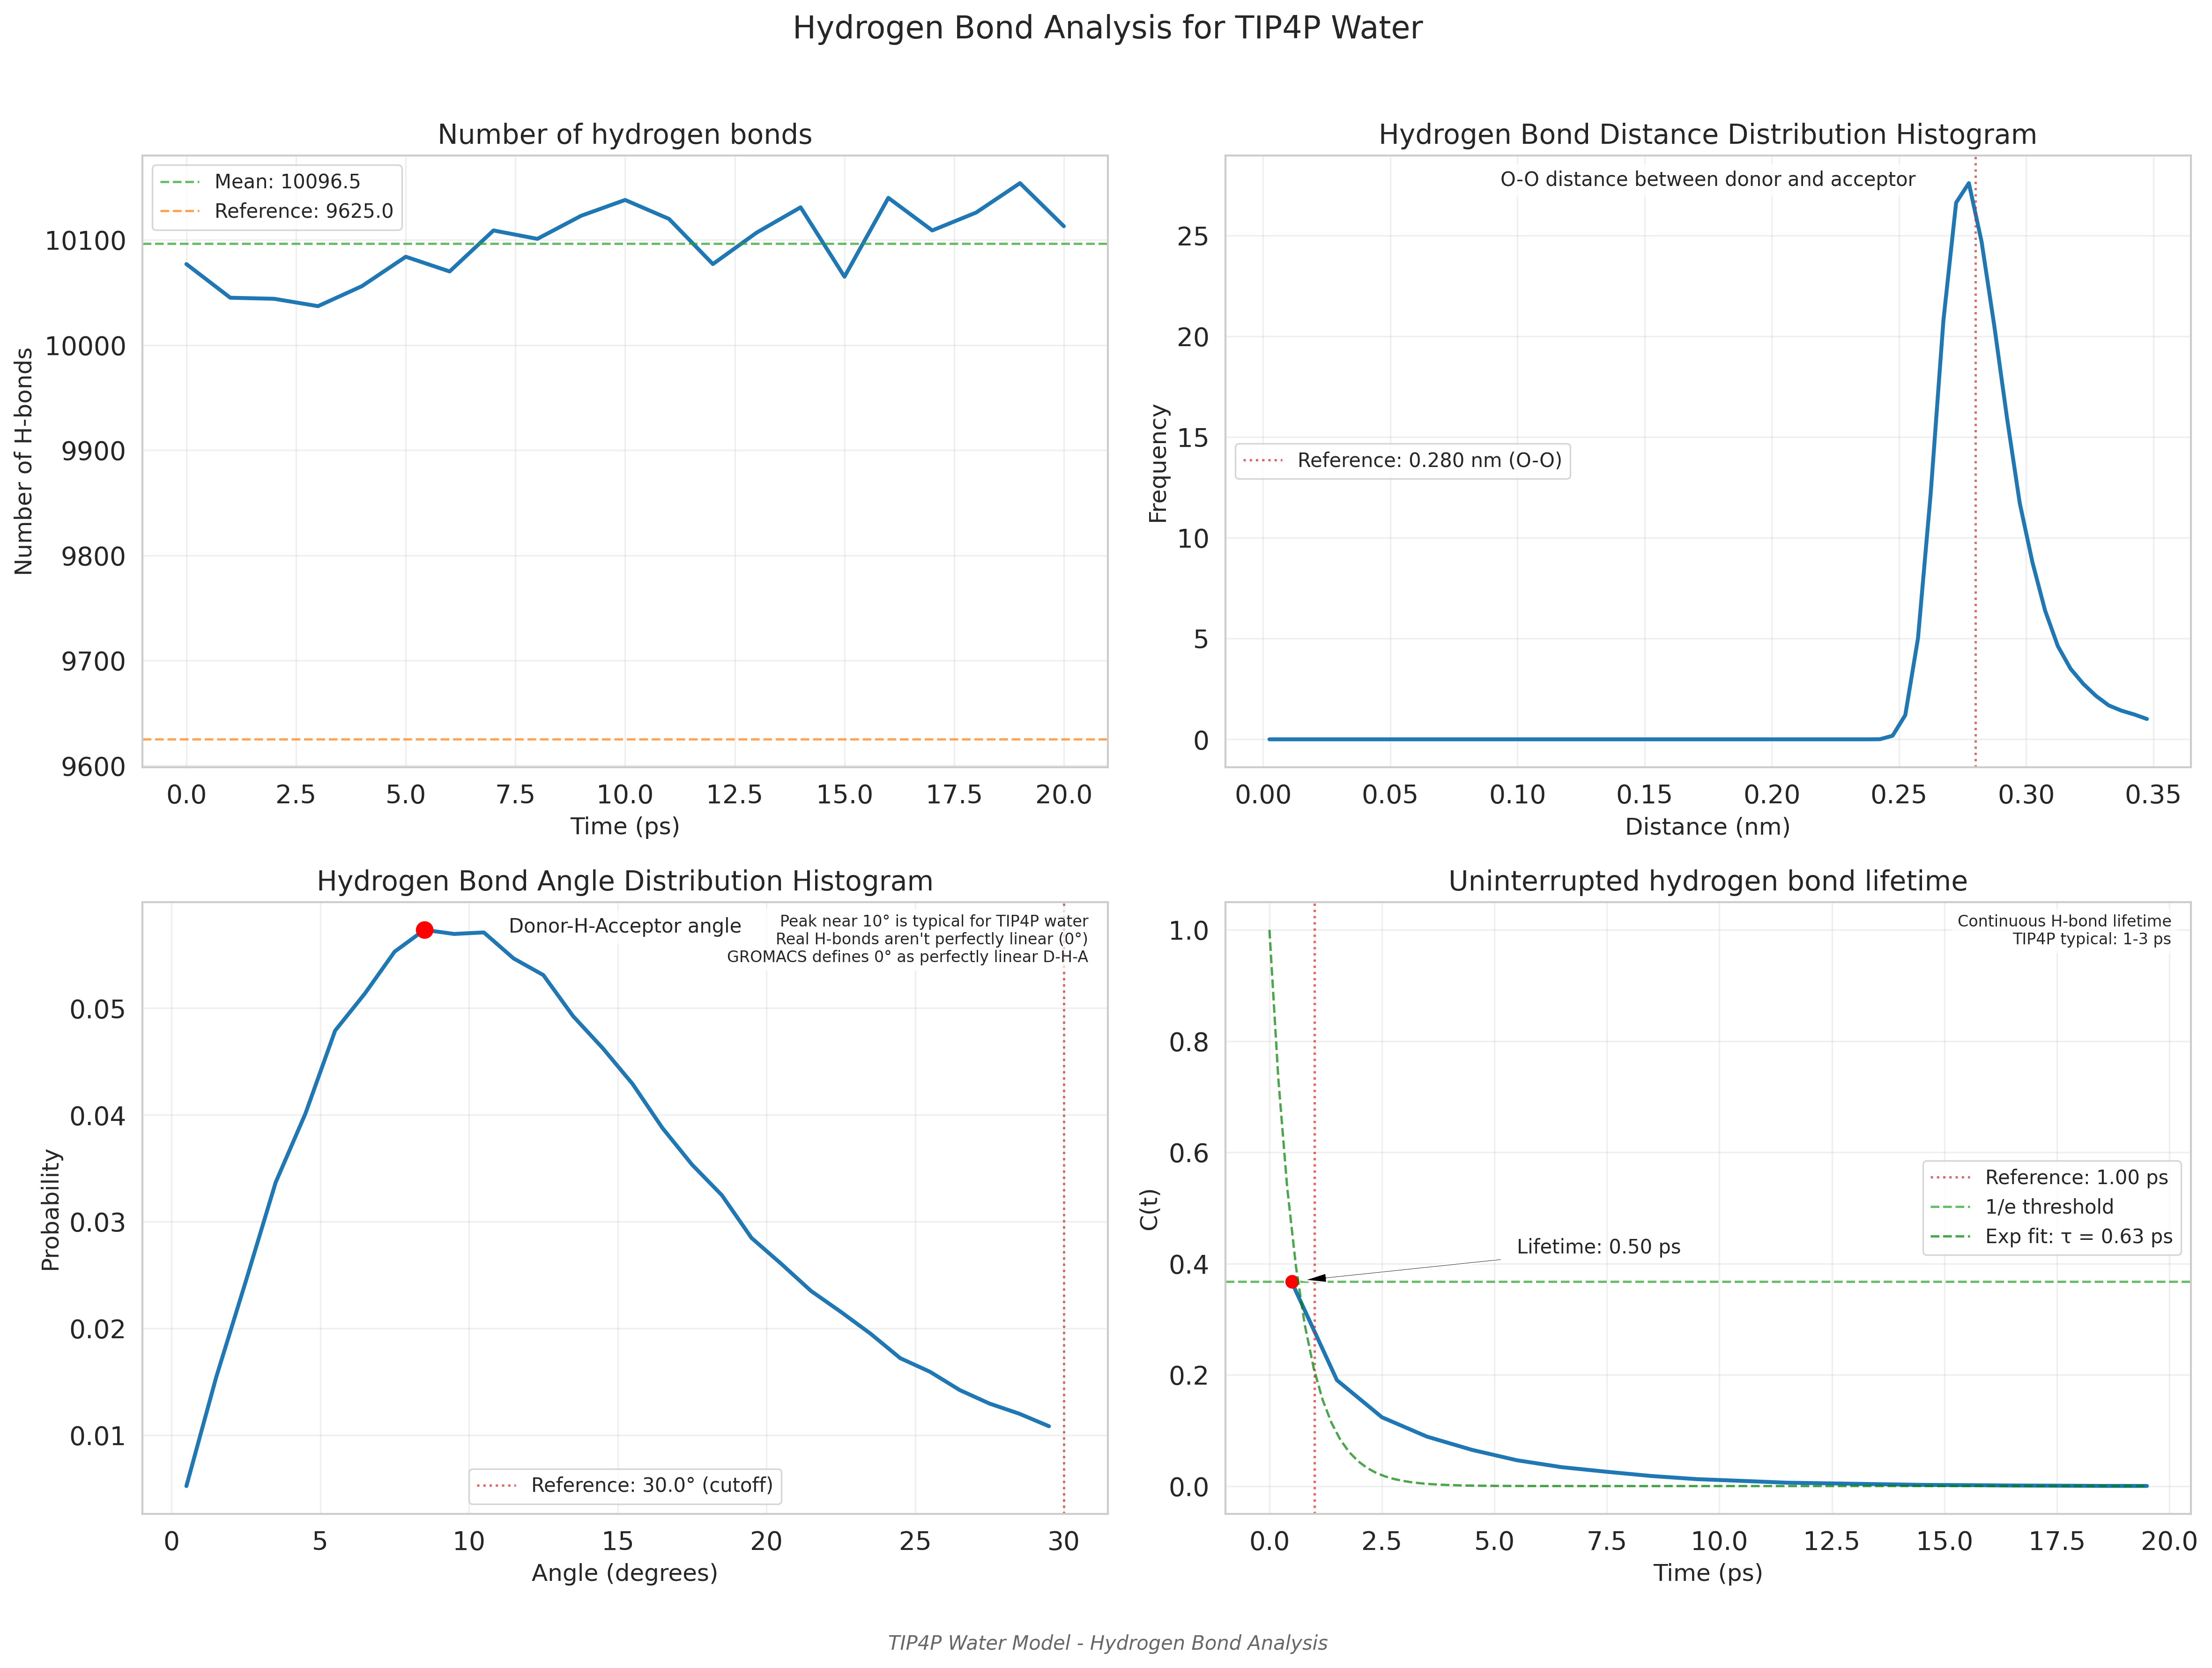 Hydrogen Bond Analysis for TIP4P Water
Number of hydrogen bonds
Mean: 10096.5
Reference: 9625.0
Number of H-bonds
10100
10000
9900
9800
9700
9600
0.0 2.5 5.0 7.5 10.0 12.5 15.0 17.5 20.0
Time (ps)
Hydrogen Bond Distance Distribution Histogram
O-O distance between donor and acceptor
Reference: 0.280 nm (O-O)
Frequency
25
20
15
10
5
0
0.00 0.05 0.10 0.15 0.20 0.25 0.30 0.35
Distance (nm)
Hydrogen Bond Angle Distribution Histogram
Donor-H-Acceptor angle
Peak near 10° is typical for TIP4P water
Real H-bonds aren't perfectly linear (0°)
GROMACS defines 0° as perfectly linear D-H-A
Probability
0.05
0.04
0.03
0.02
0.01
Reference: 30.0° (cutoff)
0 5 10 15 20 25 30
Angle (degrees)
Uninterrupted hydrogen bond lifetime
Continuous H-bond lifetime
TIP4P typical: 1-3 ps
Reference: 1.00 ps
1/e threshold
Exp fit: τ = 0.63 ps
Lifetime: 0.50 ps
C(t)
1.0
0.8
0.6
0.4
0.2
0.0
0.0 2.5 5.0 7.5 10.0 12.5 15.0 17.5 20.0
Time (ps)
TIP4P Water Model - Hydrogen Bond Analysis